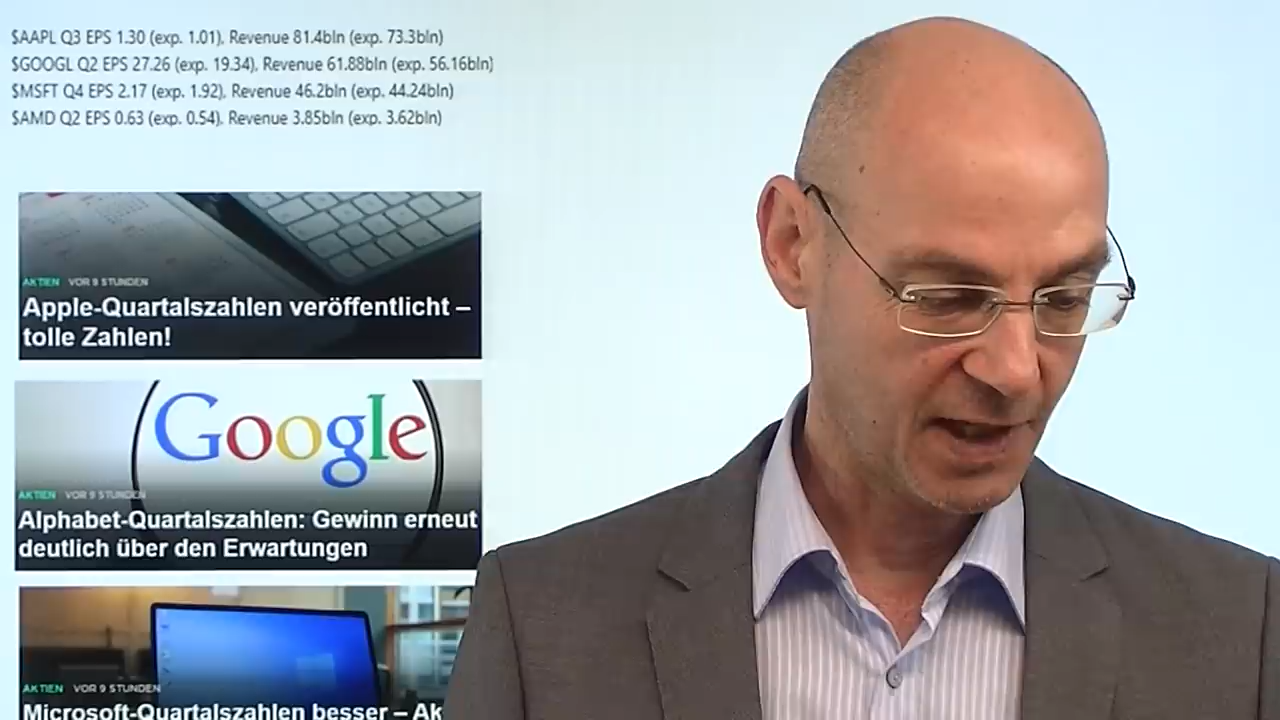 $AAPL Q3 EPS 1.30 (exp. 1.01), Revenue 81.4bln (exp. 73.3bln)
$GOOGL Q2 EPS 27.26 (exp. 19.34), Revenue 61.88bln (exp. 56.16bln)
$MSFT Q4 EPS 2.17 (exp. 1.92), Revenue 46.2bln (exp. 44.24bln)
$AMD Q2 EPS 0.63 (exp. 0.54), Revenue 3.85bln (exp. 3.62bln)
AKTIEN VOR 9 STUNDEN
Apple-Quartalszahlen veröffentlicht –
tolle Zahlen!
Google
AKTIEN VOR 9 STUNDEN
Alphabet-Quartalszahlen: Gewinn erneut
deutlich über den Erwartungen
AKTIEN VOR 9 STUNDEN
Microsoft-Quartalszahlen besser – Ak